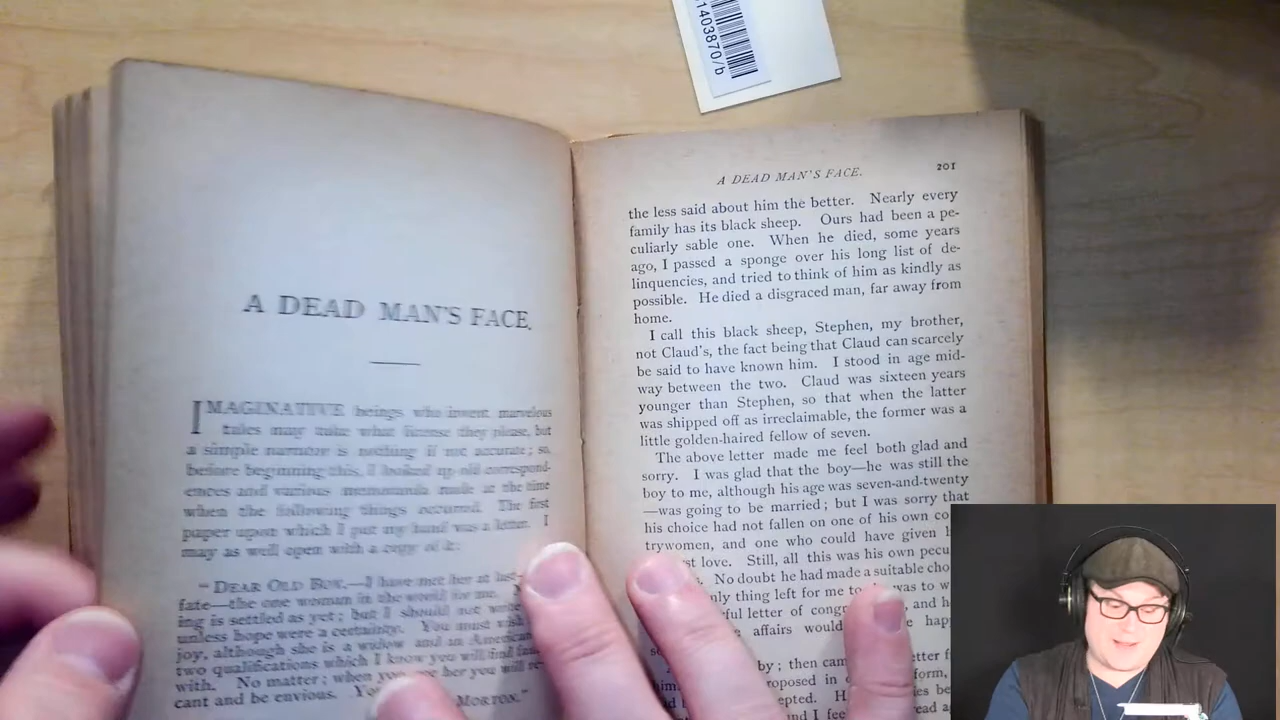 1403870/b
A DEAD MAN'S FACE.
IMAGINATIVE beings who invent marvelous
tales may take what license they please, but
a simple narrator is nothing if not accurate; so,
before beginning this, I looked up old correspond-
ences and various memoranda made at the time
when the following things occurred. The first
paper upon which I put my hand was a letter. I
may as well open with a copy of it:
"DEAR OLD BOY,—I have met her at last—
fate—the one woman in the world for me.
ing is settled as yet; but I should not
unless hope were a certainty. You must wish
joy, although she is a widow and an American
two qualifications which I know you will find
with. No matter; when you see her you will re-
cant and be envious.
MORTON."
A DEAD MAN'S FACE. 201
the less said about him the better. Nearly every
family has its black sheep. Ours had been a pe-
culiarly sable one. When he died, some years
ago, I passed a sponge over his long list of de-
linquencies, and tried to think of him as kindly as
possible. He died a disgraced man, far away from
home.
I call this black sheep, Stephen, my brother,
not Claud's, the fact being that Claud can scarcely
be said to have known him. I stood in age mid-
way between the two. Claud was sixteen years
younger than Stephen, so that when the latter
was shipped off as irreclaimable, the former was a
little golden-haired fellow of seven.
The above letter made me feel both glad and
sorry. I was glad that the boy—he was still the
boy to me, although his age was seven-and-twenty
—was going to be married; but I was sorry that
his choice had not fallen on one of his own co
trywomen, and one who could have given h
st love. Still, all this was his own pecu
No doubt he had made a suitable cho
ly thing left for me to was to w
ful letter of cong and h
affairs would hap
by; then cam etter f
him. oposed in form,
epted. H
nd I fee